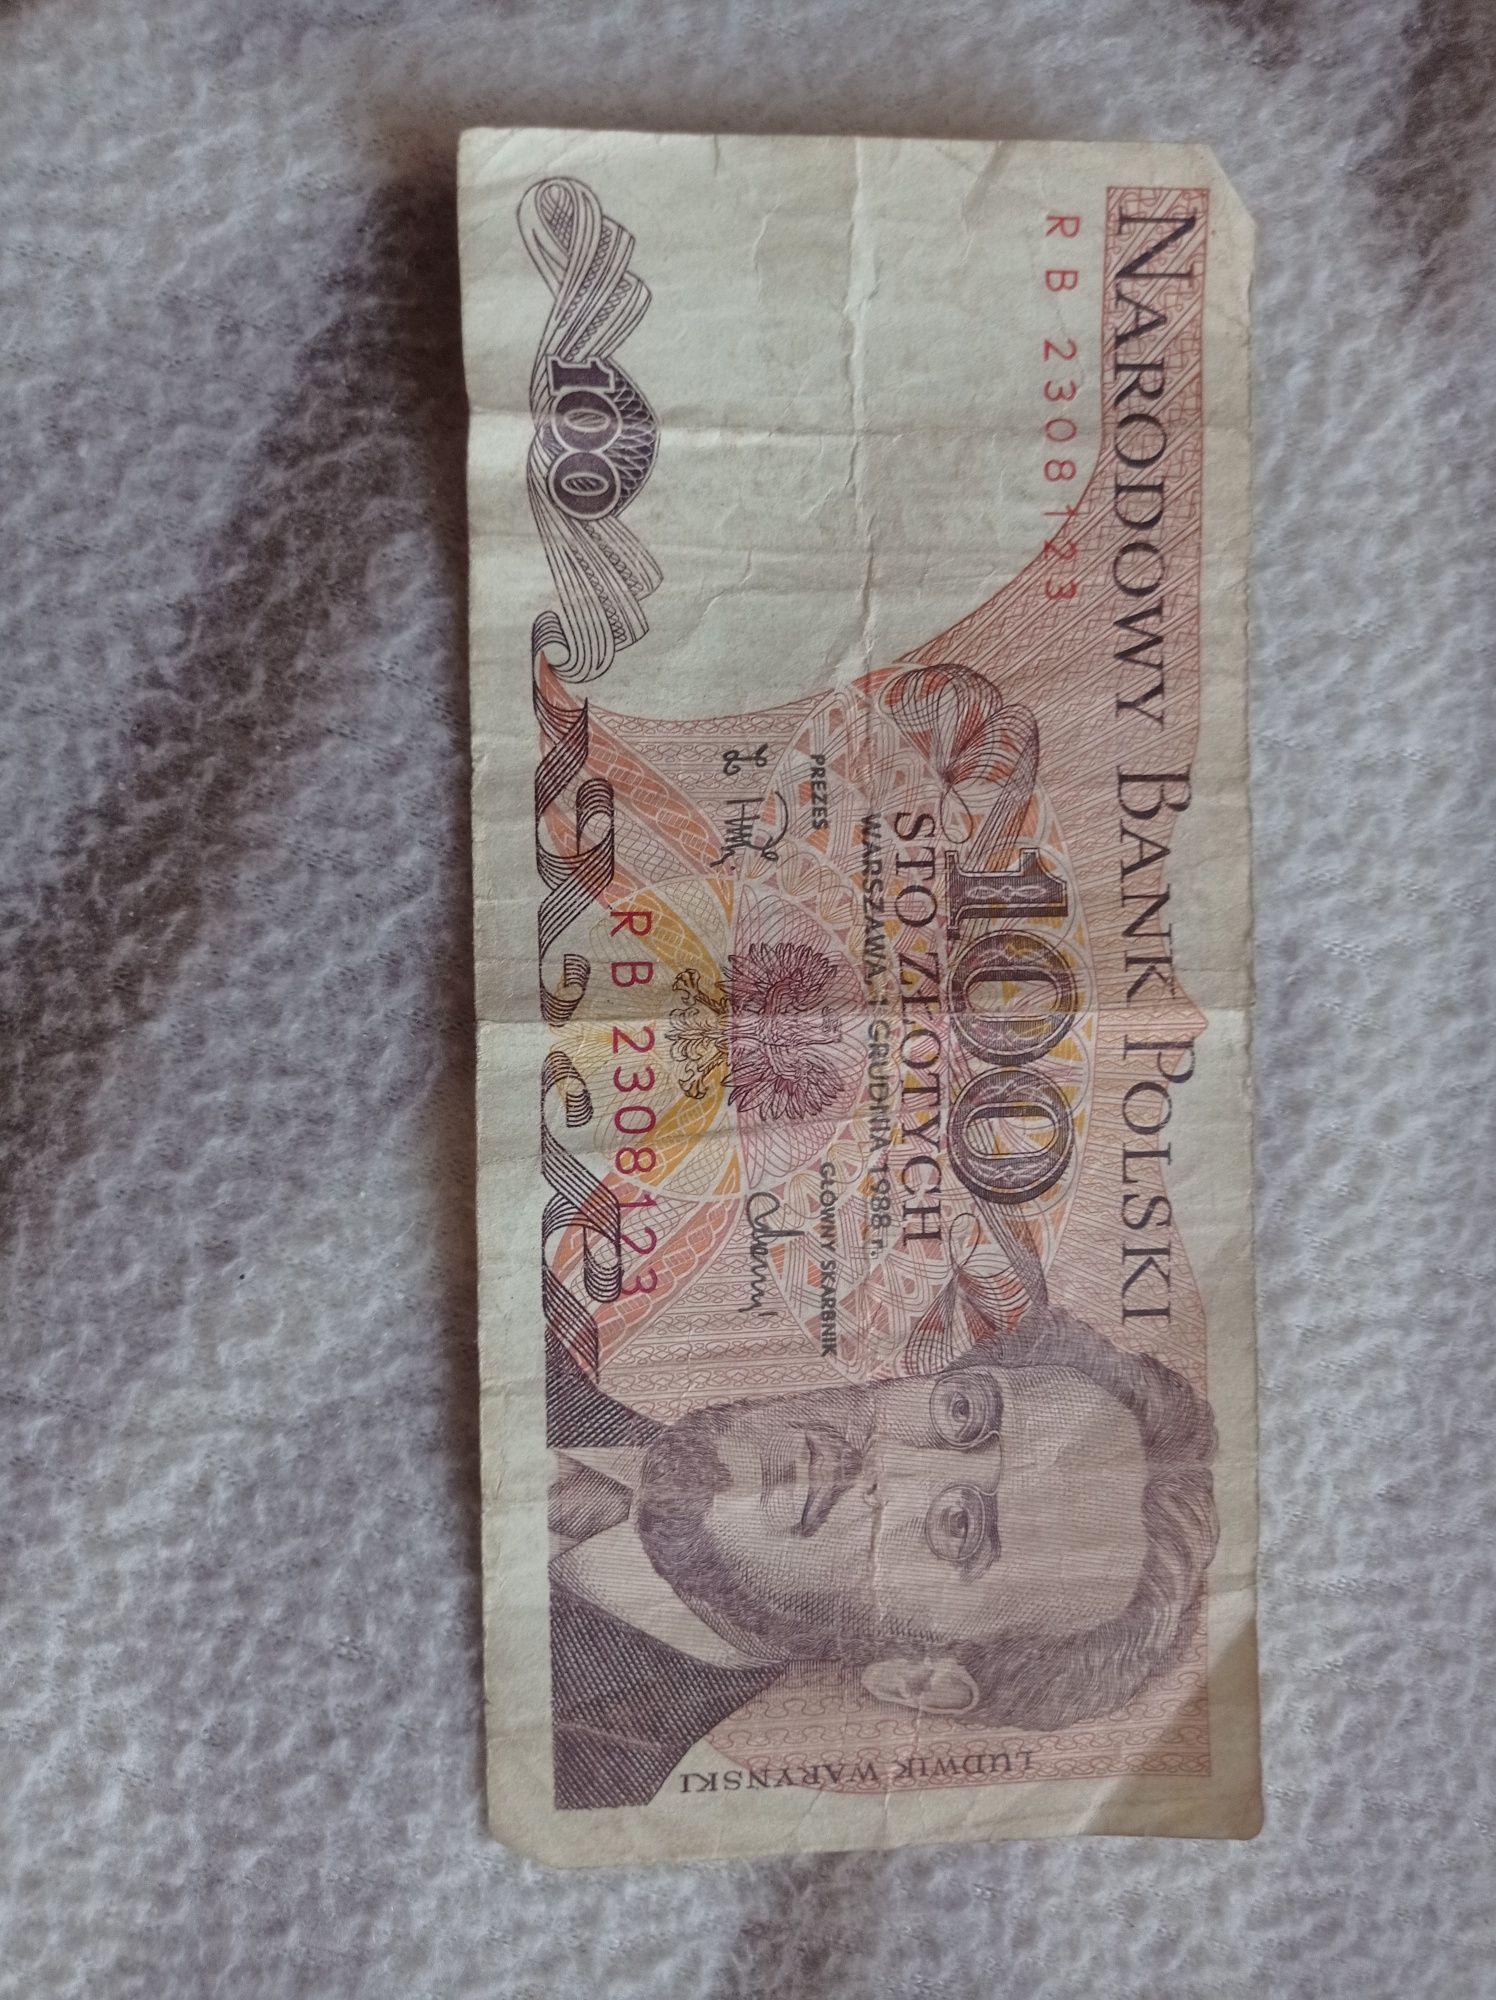 NARODOWY BANK POLSKI
RB 2308123
100
STO ZŁOTYCH
WARSZAWA, 1 GRUDNIA 1988 r.
PREZES
GŁÓWNY SKARBNIK
RB 2308123
100
LUDWIK WARYŃSKI